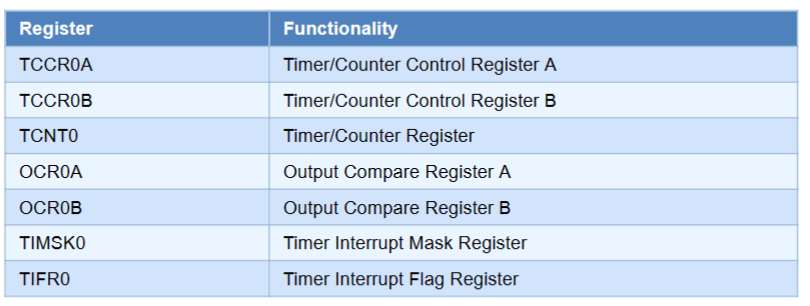 Register Functionality
TCCR0A Timer/Counter Control Register A
TCCR0B Timer/Counter Control Register B
TCNT0 Timer/Counter Register
OCR0A Output Compare Register A
OCR0B Output Compare Register B
TIMSK0 Timer Interrupt Mask Register
TIFR0 Timer Interrupt Flag Register